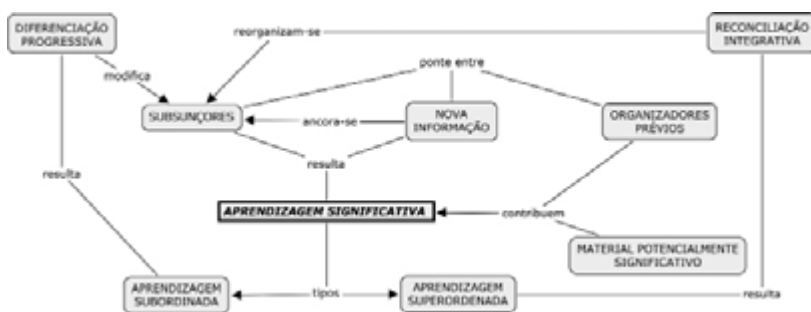 DIFERENCIAÇÃO
PROGRESSIVA
reorganizam-se
RECONCILIAÇÃO
INTEGRATIVA
modifica
ponte entre
SUBSUNÇORES
ancora-se
NOVA
INFORMAÇÃO
ORGANIZADORES
PRÉVIOS
resulta
resulta
APRENDIZAGEM SIGNIFICATIVA
contribuem
MATERIAL POTENCIALMENTE
SIGNIFICATIVO
APRENDIZAGEM
SUBORDINADA
tipos
APRENDIZAGEM
SUPERORDENADA
resulta